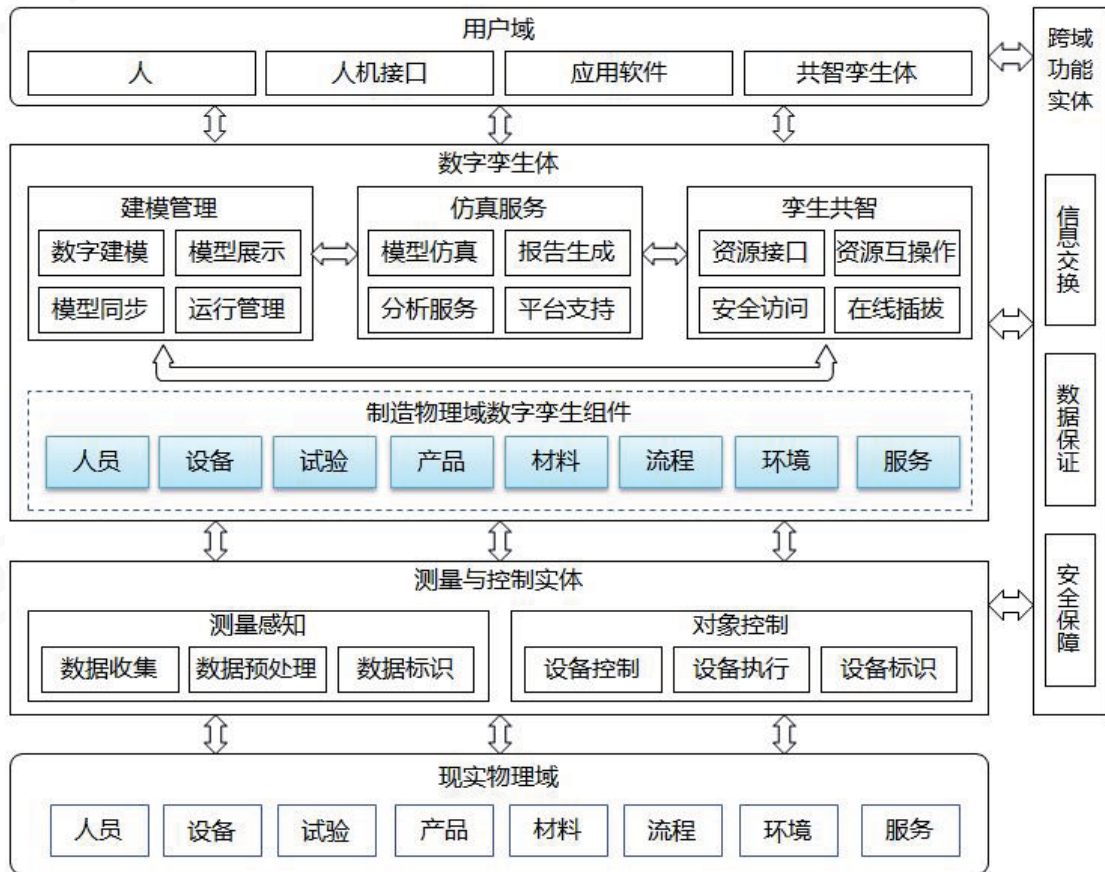 用户域
人 人机接口 应用软件 共智孪生体
数字孪生体
建模管理 仿真服务 孪生共智
数字建模 模型展示 模型仿真 报告生成 资源接口 资源互操作
模型同步 运行管理 分析服务 平台支持 安全访问 在线插拔
制造物理域数字孪生组件
人员 设备 试验 产品 材料 流程 环境 服务
测量与控制实体
测量感知 对象控制
数据收集 数据预处理 数据标识 设备控制 设备执行 设备标识
现实物理域
人员 设备 试验 产品 材料 流程 环境 服务
跨域
功能
实体
信息交换
数据保证
安全保障